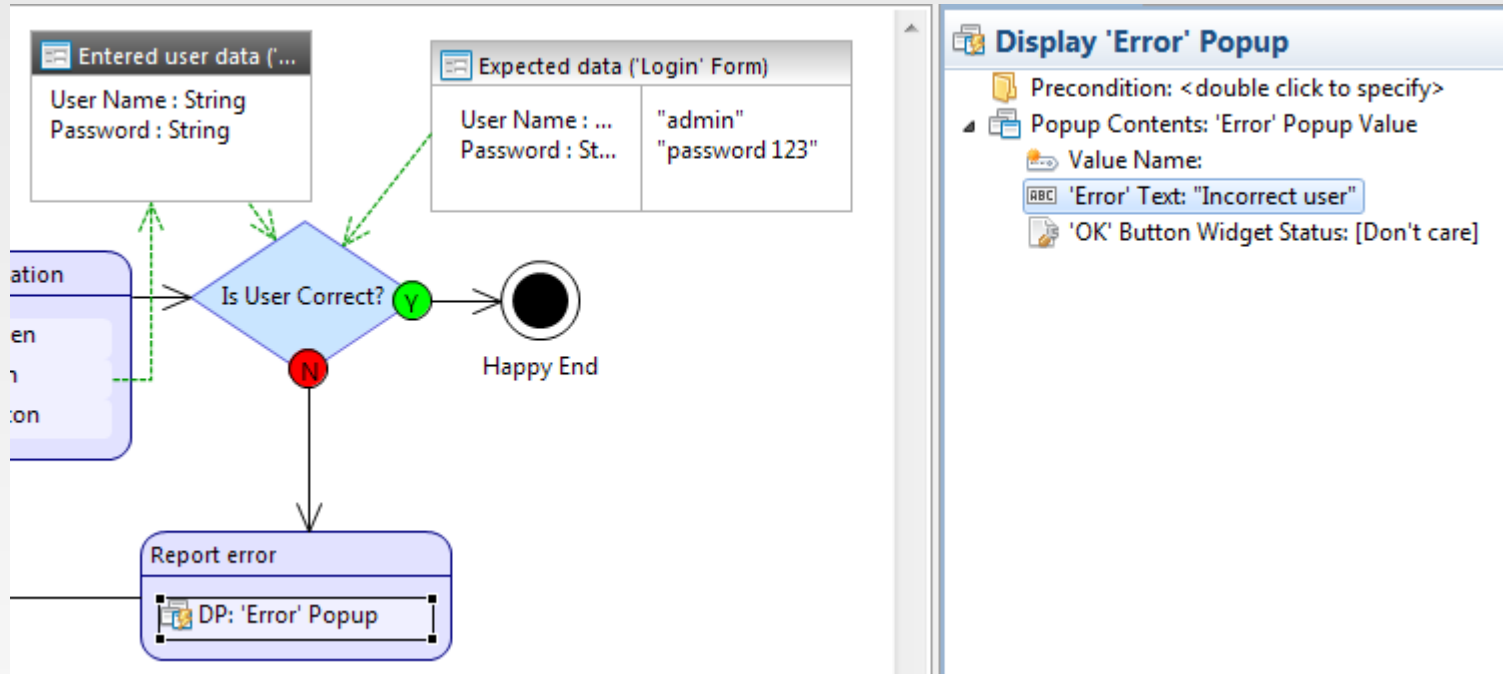 Entered user data ('...
User Name : String
Password : String
Expected data ('Login' Form)
User Name : ... "admin"
Password : St... "password 123"
ation
en
n
ton
Is User Correct?
Y
N
Happy End
Report error
DP: 'Error' Popup
Display 'Error' Popup
Precondition: <double click to specify>
Popup Contents: 'Error' Popup Value
Value Name:
ABC 'Error' Text: "Incorrect user"
'OK' Button Widget Status: [Don't care]